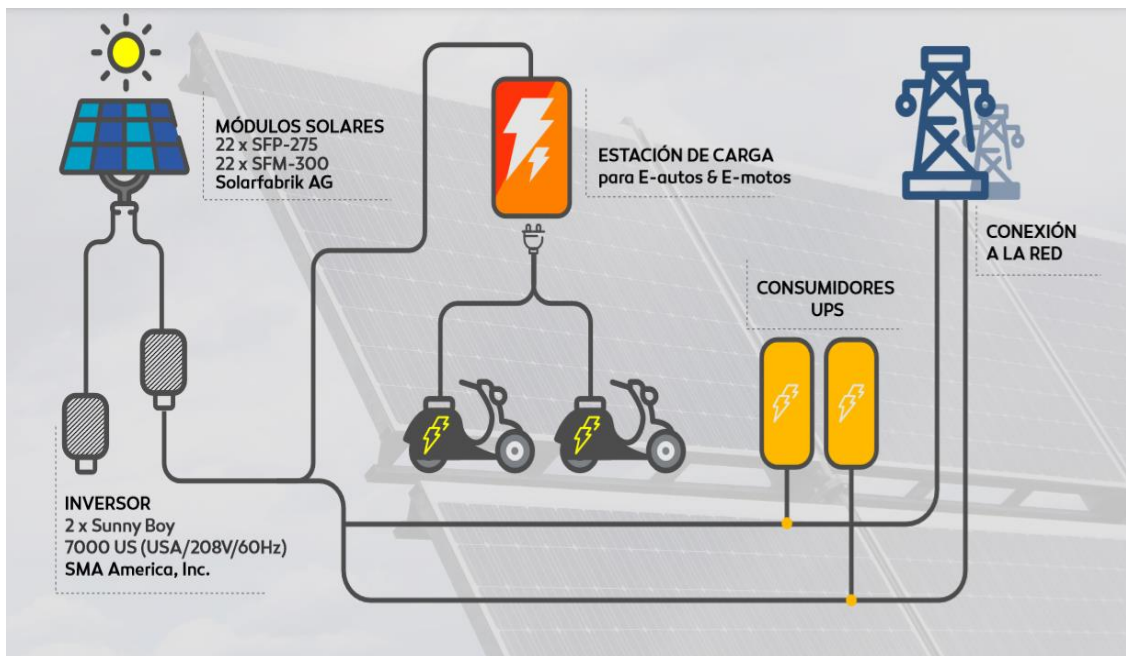 MÓDULOS SOLARES
22 x SFP-275
22 x SFM-300
Solarfabrik AG
ESTACIÓN DE CARGA
para E-autos & E-motos
CONEXIÓN
A LA RED
CONSUMIDORES
UPS
INVERSOR
2 x Sunny Boy
7000 US (USA/208V/60Hz)
SMA America, Inc.